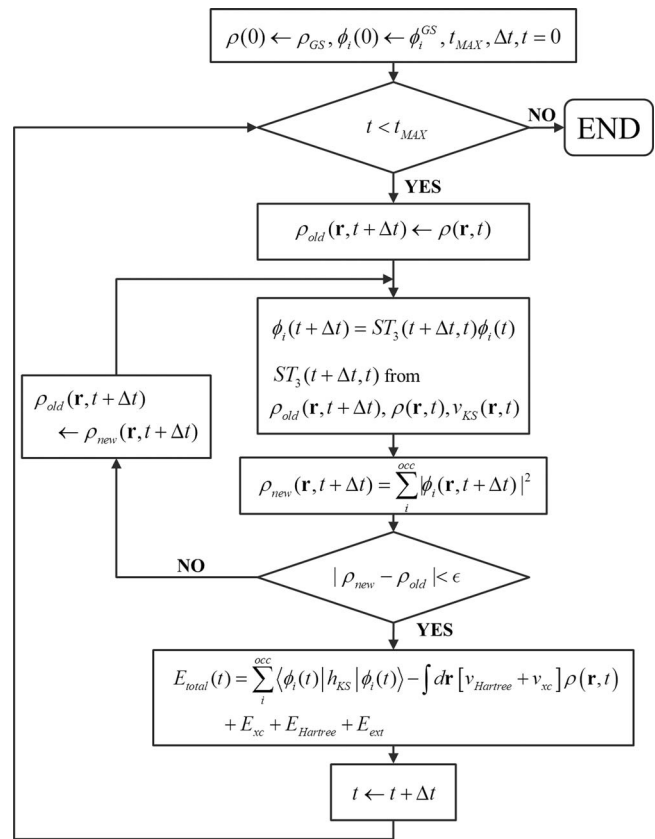 ρ(0) ← ρ_GS, ϕ_i(0) ← ϕ_i^GS, t_MAX, Δt, t = 0
t < t_MAX
NO
END
YES
ρ_old(r, t + Δt) ← ρ(r, t)
ϕ_i(t + Δt) = ST_3(t + Δt, t)ϕ_i(t)
ST_3(t + Δt, t) from
ρ_old(r, t + Δt), ρ(r, t), v_KS(r, t)
ρ_old(r, t + Δt)
← ρ_new(r, t + Δt)
ρ_new(r, t + Δt) = ∑_i^occ |ϕ_i(r, t + Δt)|^2
NO
| ρ_new − ρ_old | < ϵ
YES
E_total(t) = ∑_i^occ ⟨ϕ_i(t)|h_KS|ϕ_i(t)⟩ − ∫ dr [v_Hartree + v_xc] ρ(r, t)
+ E_xc + E_Hartree + E_ext
t ← t + Δt